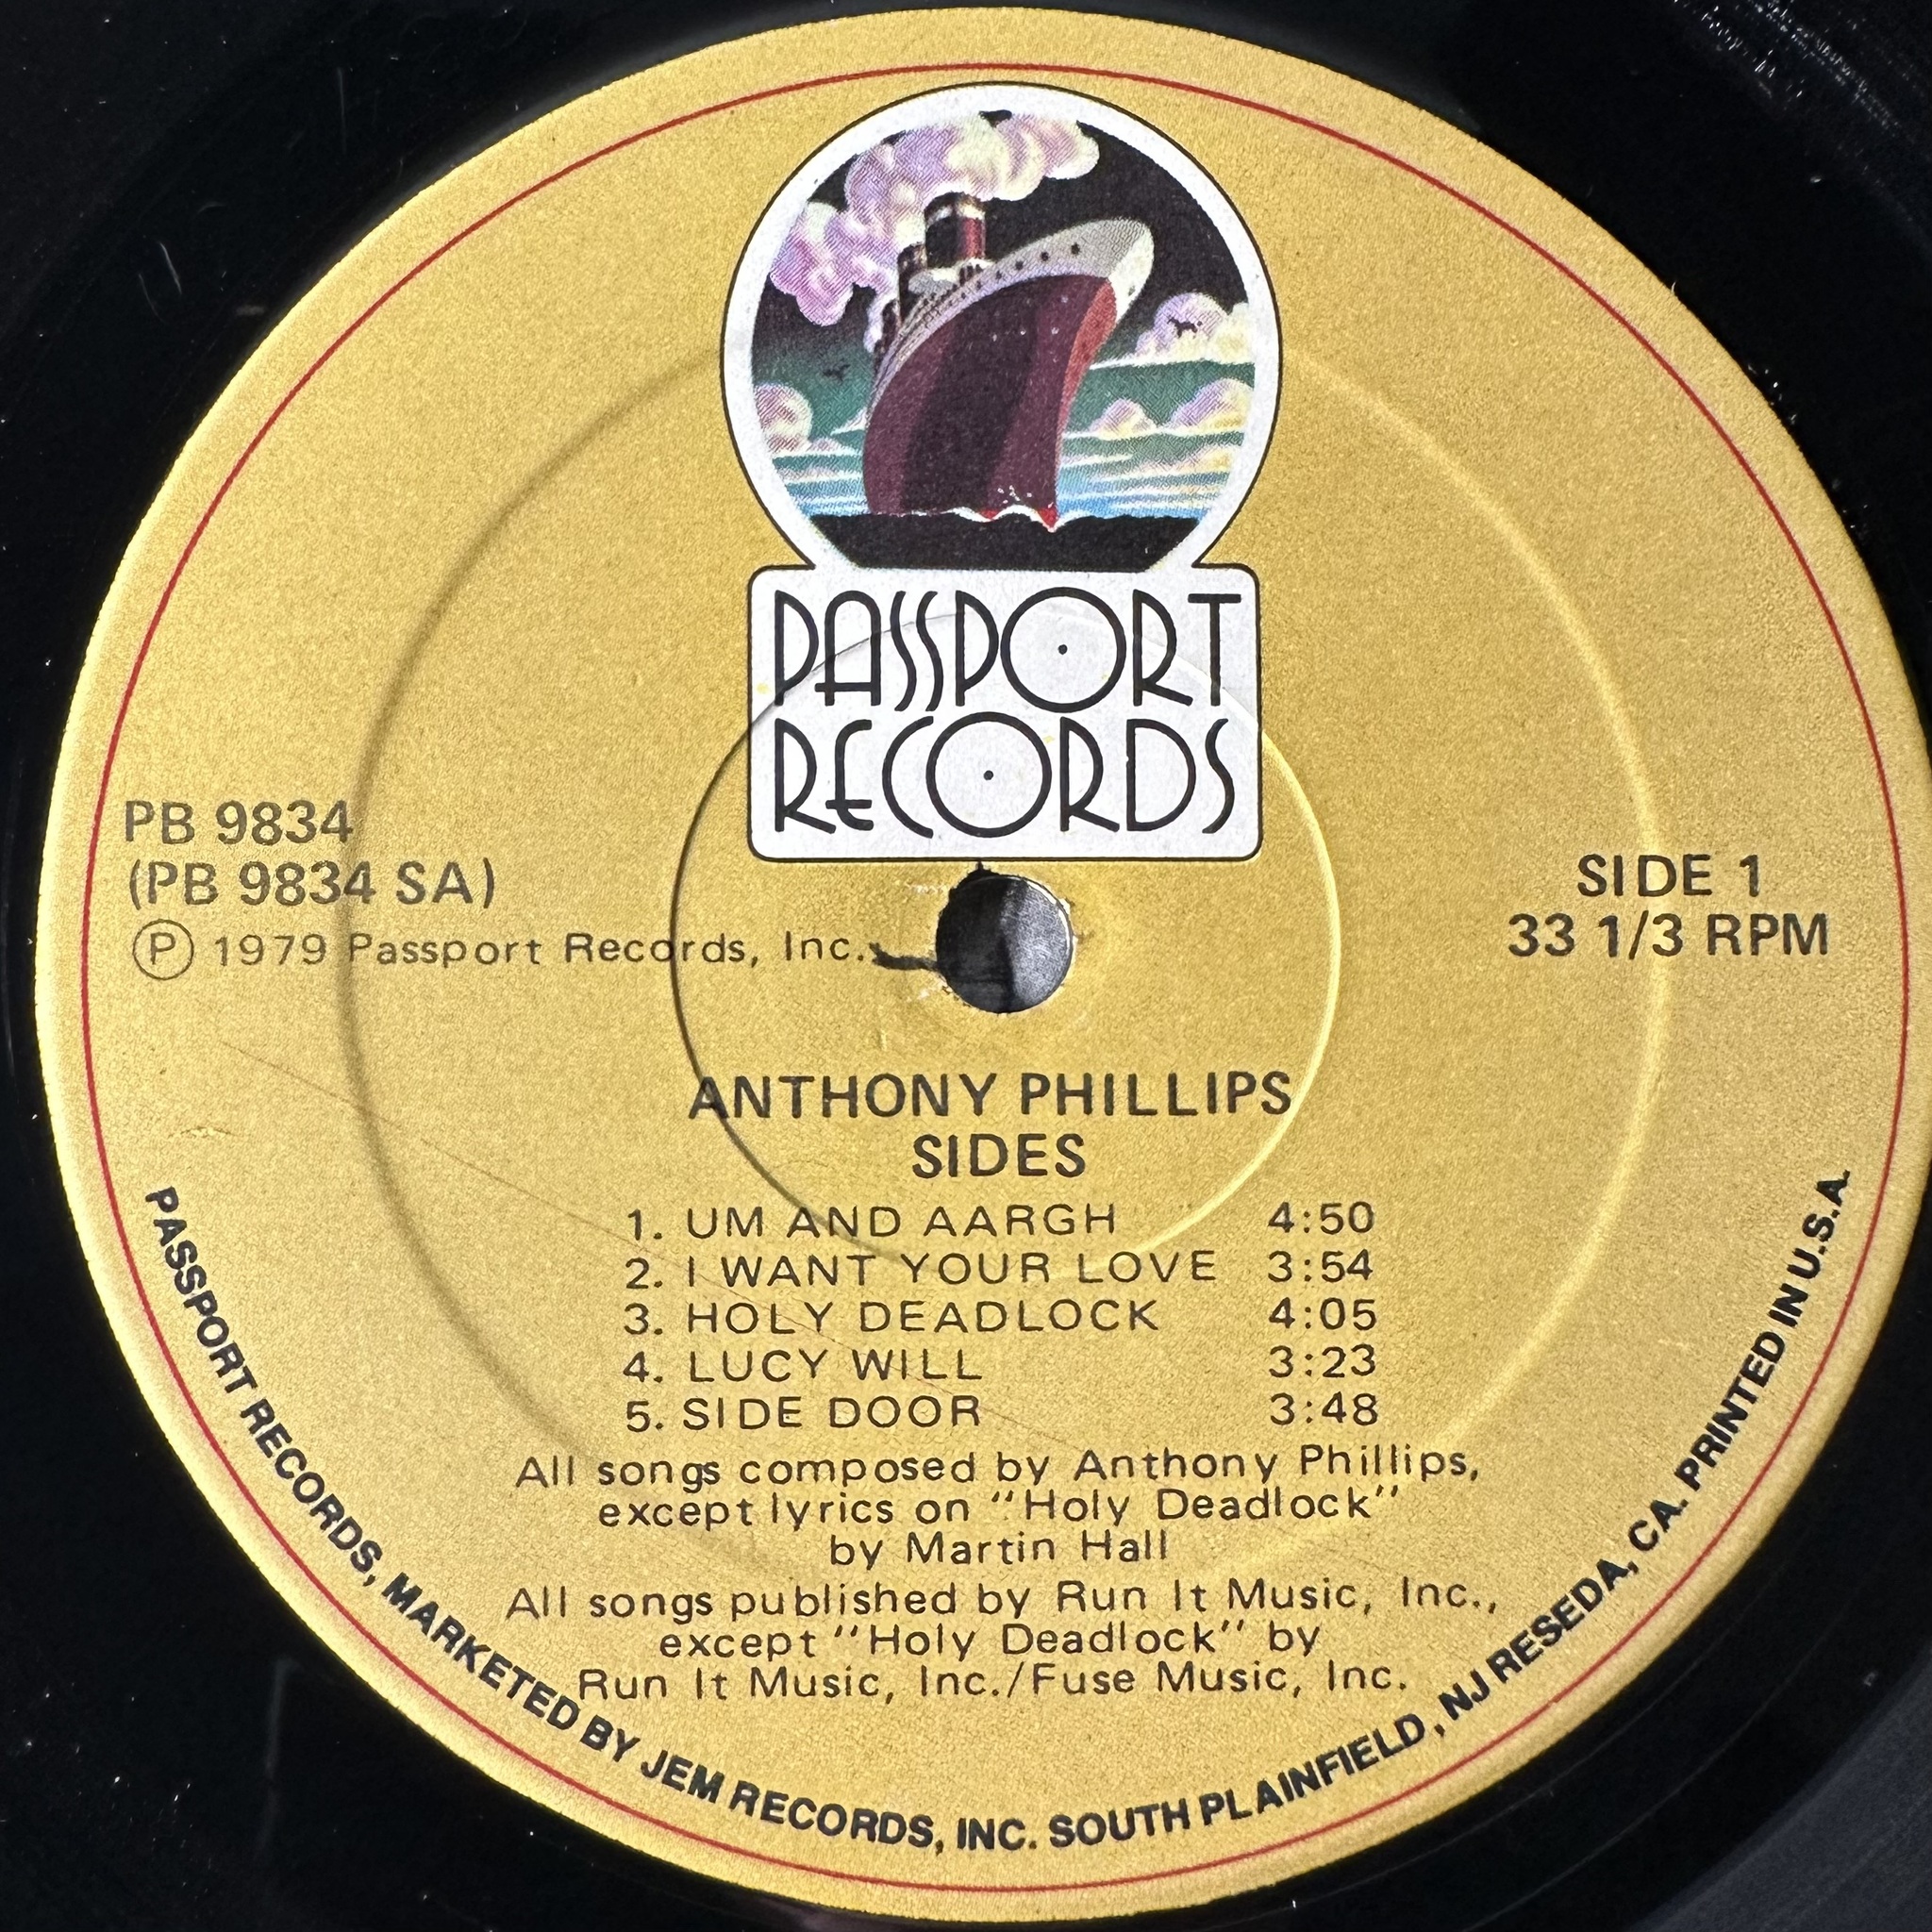 PASSPORT
RECORDS
PB 9834
(PB 9834 SA)
Ⓟ 1979 Passport Records, Inc.
SIDE 1
33 1/3 RPM
ANTHONY PHILLIPS
SIDES
1. UM AND AARGH 4:50
2. I WANT YOUR LOVE 3:54
3. HOLY DEADLOCK 4:05
4. LUCY WILL 3:23
5. SIDE DOOR 3:48
All songs composed by Anthony Phillips,
except lyrics on "Holy Deadlock"
by Martin Hall
All songs published by Run It Music, Inc.,
except "Holy Deadlock" by
Run It Music, Inc./Fuse Music, Inc.
PASSPORT RECORDS, MARKETED BY JEM RECORDS, INC. SOUTH PLAINFIELD, NJ RESEDA, CA. PRINTED IN U.S.A.